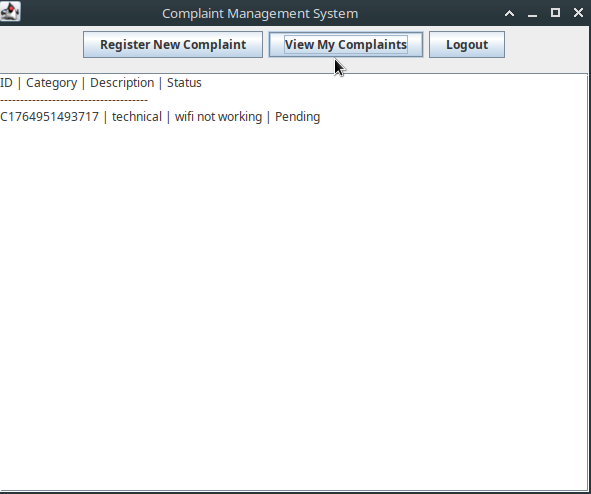 Complaint Management System
Register New Complaint View My Complaints Logout
ID | Category | Description | Status
-------------------------------------
C1764951493717 | technical | wifi not working | Pending